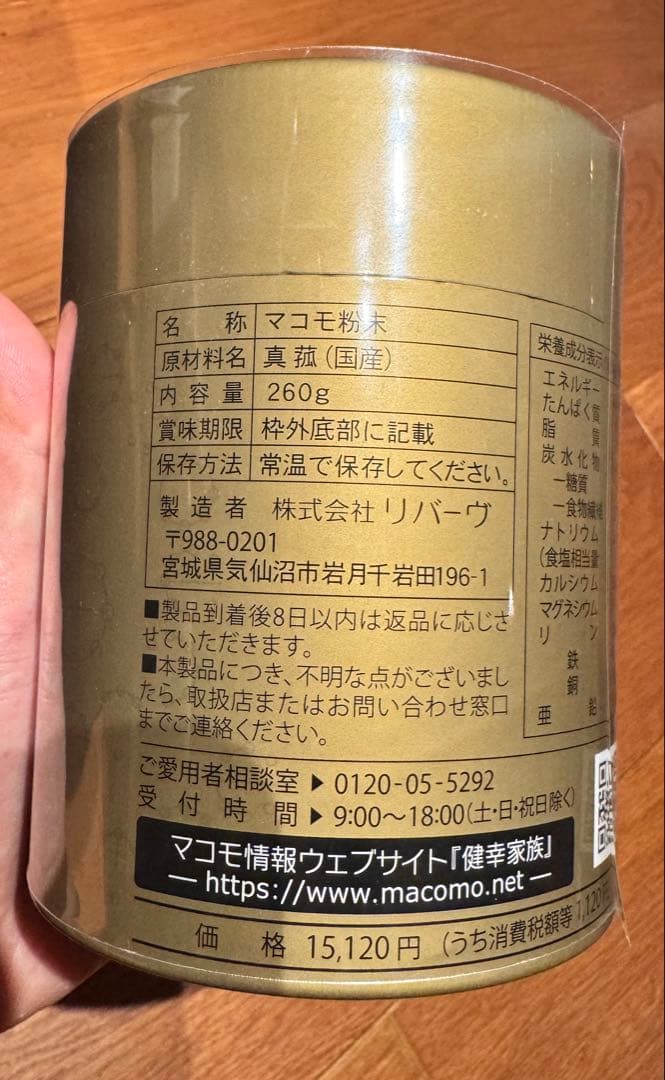 名称 マコモ粉末
原材料名 真菰(国産)
内容量 260g
賞味期限 枠外底部に記載
保存方法 常温で保存してください。
製造者 株式会社 リバーヴ
〒988-0201
宮城県気仙沼市岩月千岩田196-1
■製品到着後8日以内は返品に応じさ
せていただきます。
■本製品につき、不明な点がございまし
たら、取扱店またはお問い合わせ窓口
までご連絡ください。
栄養成分表示
エネルギー
たんぱく質
脂質
炭水化物
―糖質
―食物繊維
ナトリウム
(食塩相当量
カルシウム
マグネシウム
リン
鉄
銅
亜鉛
ご愛用者相談室 ▶ 0120-05-5292
受付時間 ▶ 9:00〜18:00(土・日・祝日除く)
マコモ情報ウェブサイト『健幸家族』
― https://www.macomo.net ―
価格 15,120円 (うち消費税額等1,120円